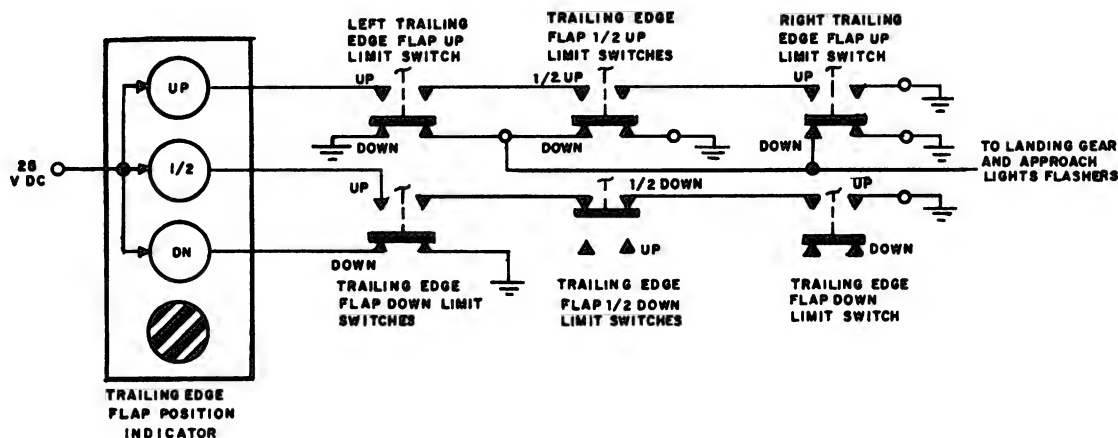 LEFT TRAILING
EDGE FLAP UP
LIMIT SWITCH
TRAILING EDGE
FLAP 1/2 UP
LIMIT SWITCHES
RIGHT TRAILING
EDGE FLAP UP
LIMIT SWITCH
UP
UP
1/2 UP
UP
DOWN
DOWN
DOWN
28
V DC
1/2
UP
1/2 DOWN
UP
TO LANDING GEAR
AND APPROACH
LIGHTS FLASHERS
DN
DOWN
UP
DOWN
TRAILING EDGE
FLAP DOWN LIMIT
SWITCHES
TRAILING EDGE
FLAP 1/2 DOWN
LIMIT SWITCHES
TRAILING EDGE
FLAP DOWN
LIMIT SWITCH
TRAILING EDGE
FLAP POSITION
INDICATOR